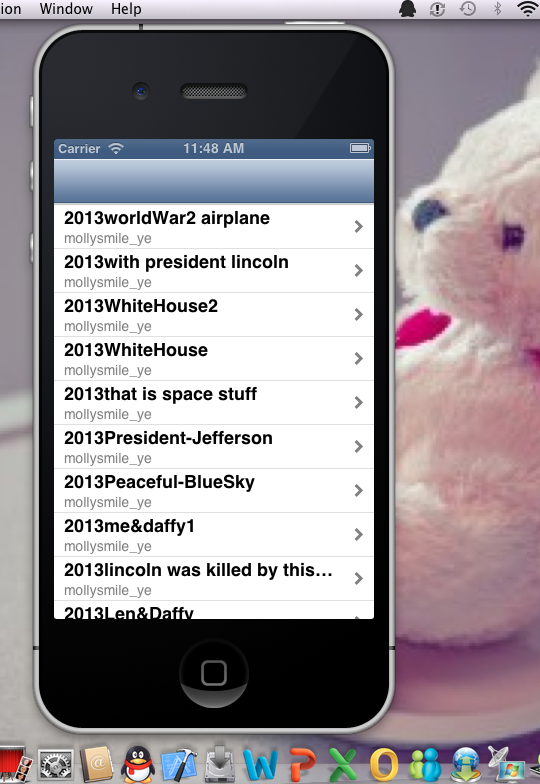 ion Window Help
Carrier 11:48 AM
2013worldWar2 airplane
mollysmile_ye
2013with president lincoln
mollysmile_ye
2013WhiteHouse2
mollysmile_ye
2013WhiteHouse
mollysmile_ye
2013that is space stuff
mollysmile_ye
2013President-Jefferson
mollysmile_ye
2013Peaceful-BlueSky
mollysmile_ye
2013me&daffy1
mollysmile_ye
2013lincoln was killed by this...
mollysmile_ye
2013Len&Daffy